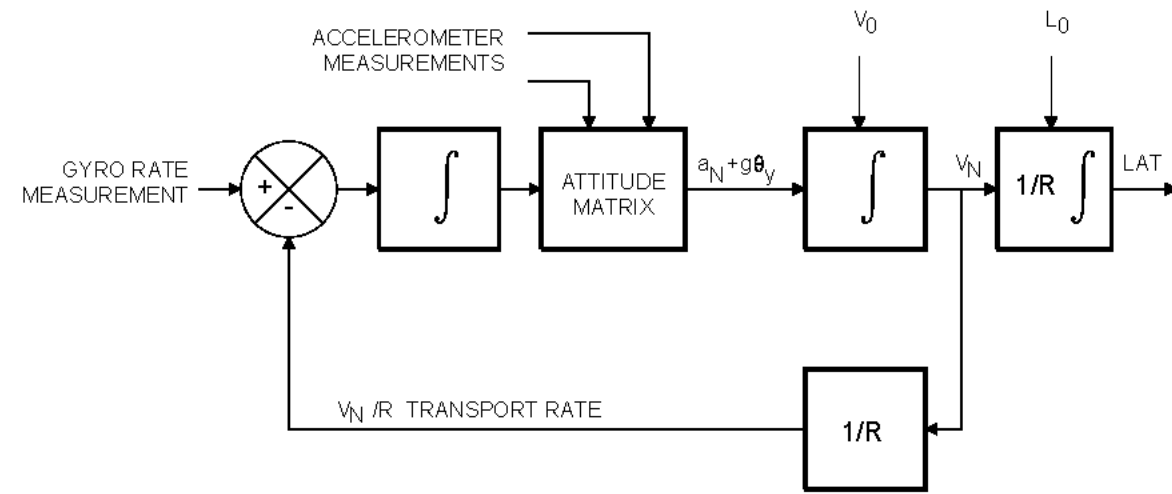 ACCELEROMETER
MEASUREMENTS
V0
L0
GYRO RATE
MEASUREMENT
+
-
∫
ATTITUDE
MATRIX
aN+gθy
∫
VN
1/R ∫
LAT
VN /R TRANSPORT RATE
1/R